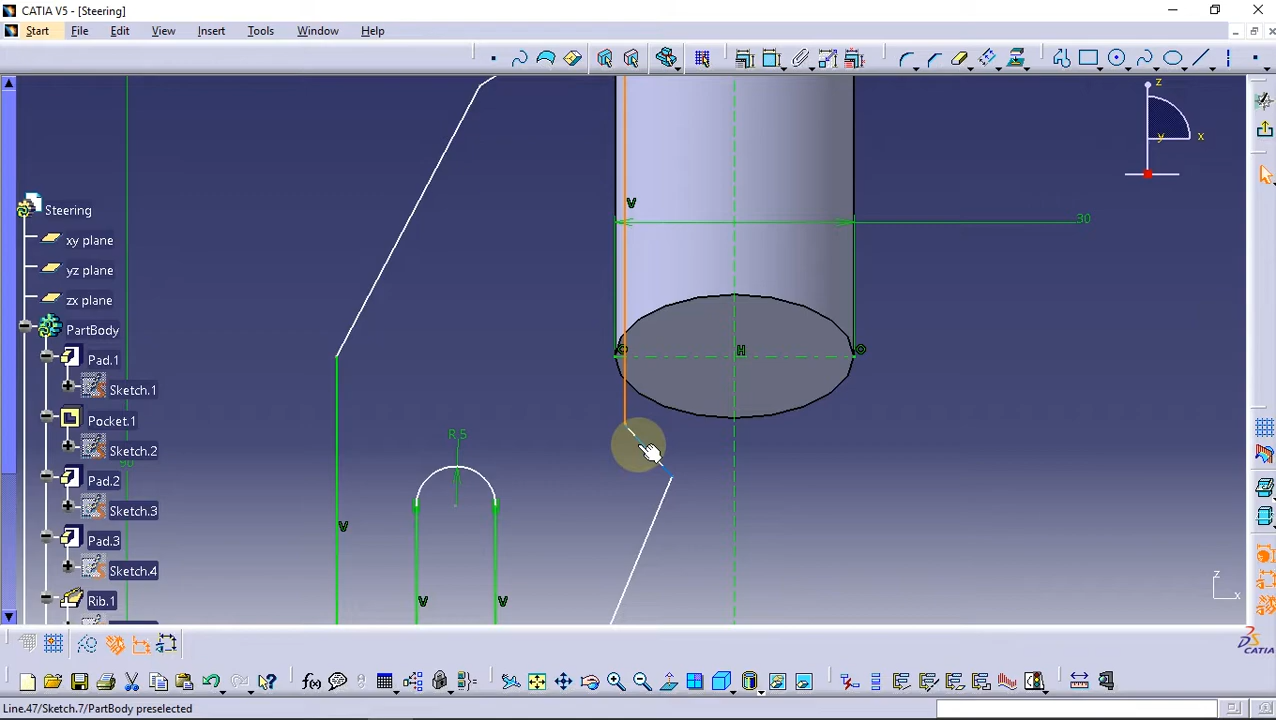 CATIA V5 - [Steering]
Start File Edit View Insert Tools Window Help
z
y x
Steering
V
30
xy plane
yz plane
zx plane
PartBody
H
Pad.1
Sketch.1
Pocket.1
R 5
Sketch.2
90
Pad.2
Sketch.3
V
Pad.3
Sketch.4
z
Rib.1
V V
x
f(x)
Line.47/Sketch.7/PartBody preselected